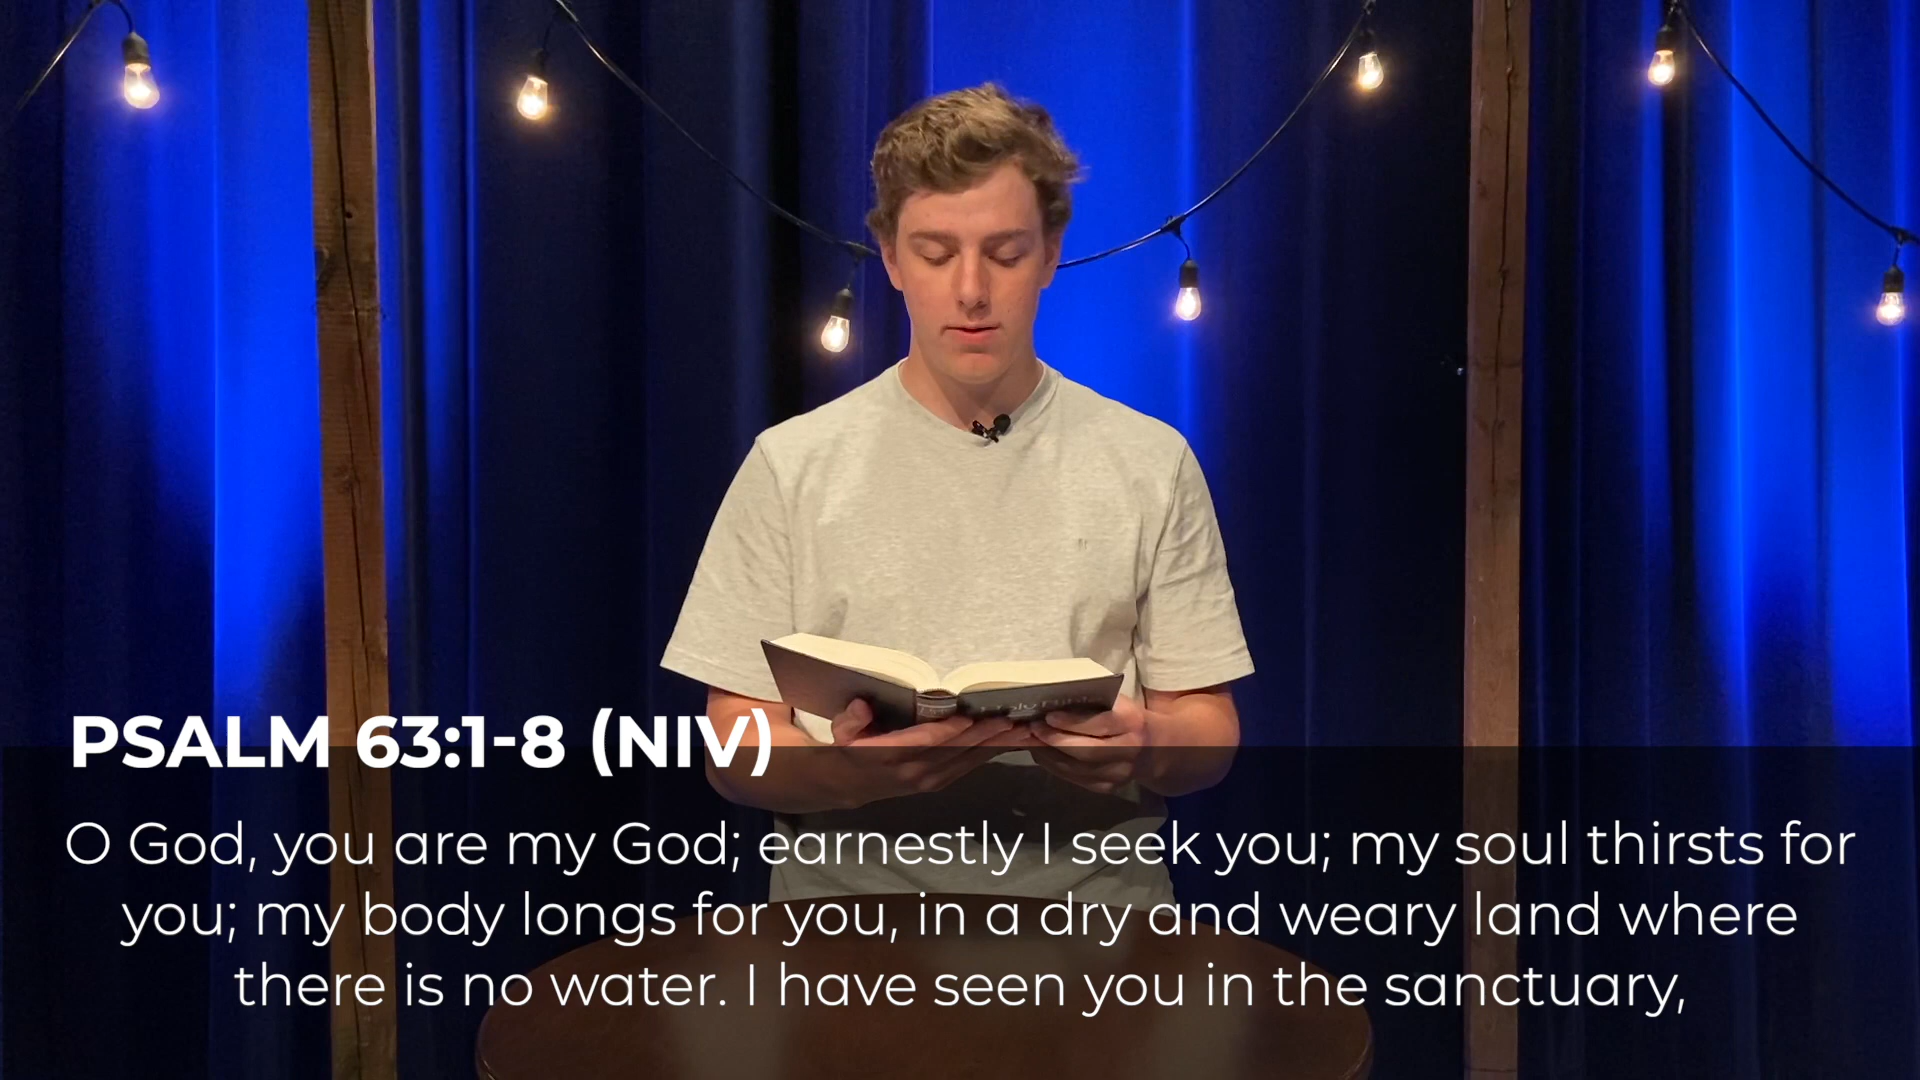 PSALM 63:1-8 (NIV)
O God, you are my God; earnestly I seek you; my soul thirsts for
you; my body longs for you, in a dry and weary land where
there is no water. I have seen you in the sanctuary,
Holy Bible